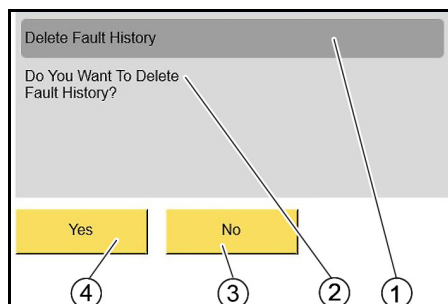 Delete Fault History
Do You Want To Delete
Fault History?
Yes
No
4
3
2
1